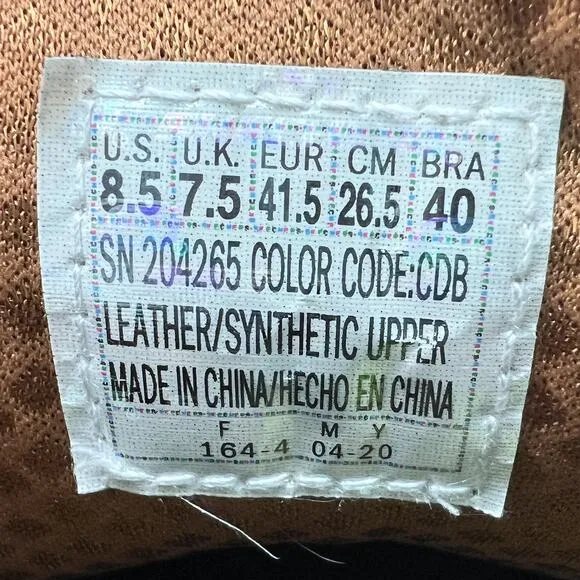 U.S. U.K. EUR CM BRA
8.5 7.5 41.5 26.5 40
SN 204265 COLOR CODE:CDB
LEATHER/SYNTHETIC UPPER
MADE IN CHINA/HECHO EN CHINA
F M Y
164-4 04-20